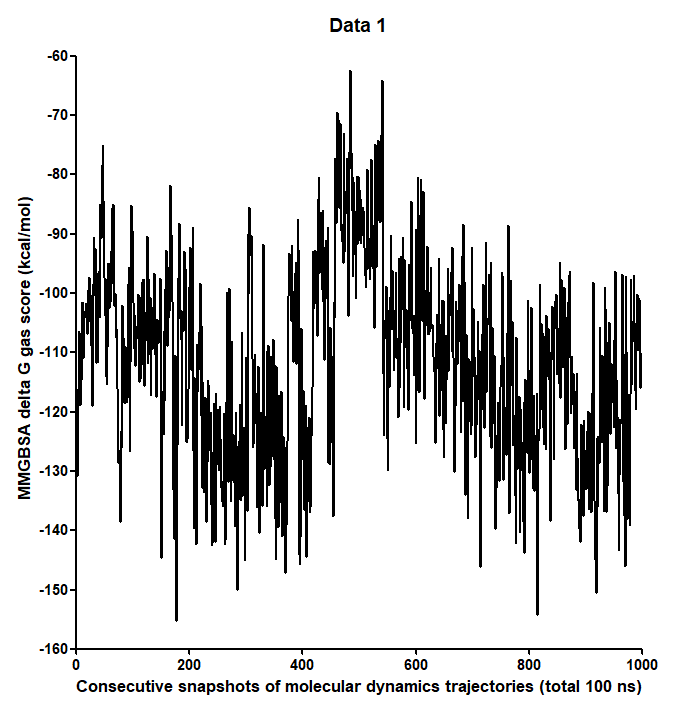 Data 1
MMGBSA delta G gas score (kcal/mol)
-60
-70
-80
-90
-100
-110
-120
-130
-140
-150
-160
0 200 400 600 800 1000
Consecutive snapshots of molecular dynamics trajectories (total 100 ns)